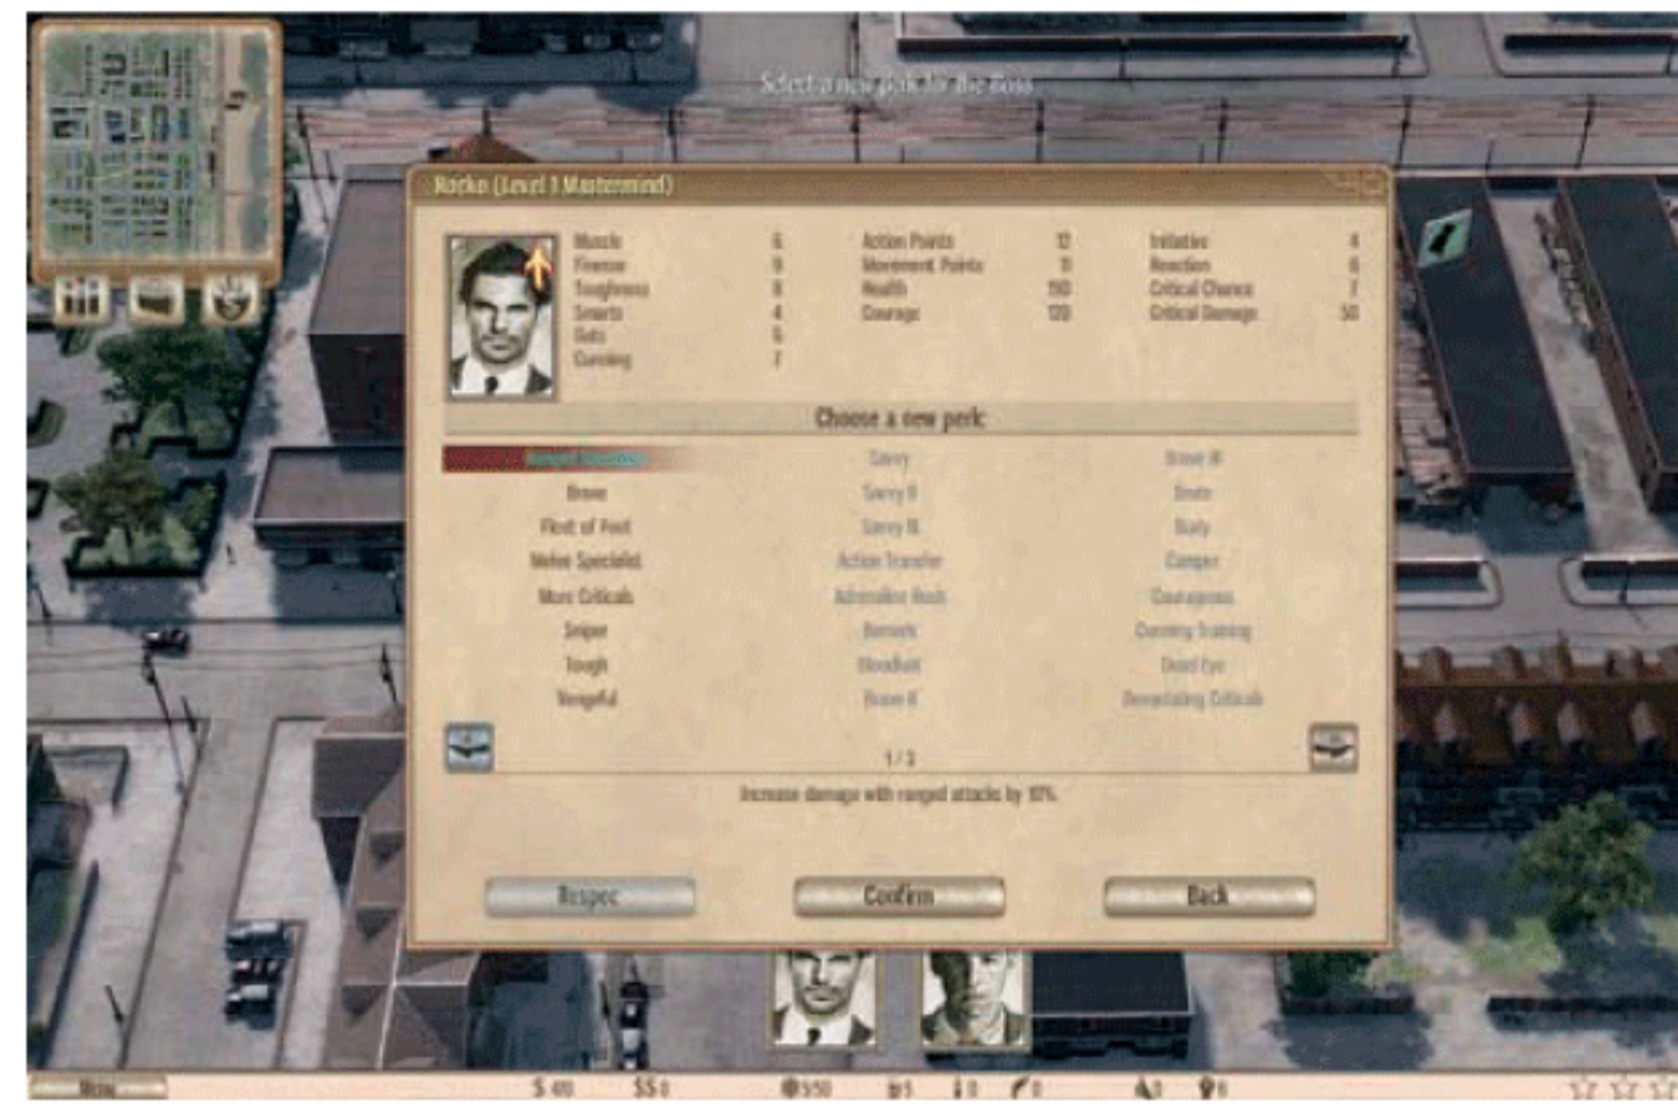 Select a new perk for the Boss
Rocko (Level 1 Mastermind)
Muscle 6 Action Points 12 Initiative 4
Finesse 9 Movement Points 11 Reaction 6
Toughness 8 Health 150 Critical Chance 7
Smarts 4 Courage 120 Critical Damage 50
Guts 6
Cunning 7
Choose a new perk:
Savvy Brave III
Brave Savvy II Brute
Fleet of Foot Savvy III Burly
Melee Specialist Action Transfer Camper
More Criticals Adrenaline Rush Courageous
Sniper Berserk Cunning Training
Tough Bloodlust Dead Eye
Vengeful Brave II Devastating Criticals
1 / 3
Increase damage with ranged attacks by 10%.
Respec Confirm Back
Menu